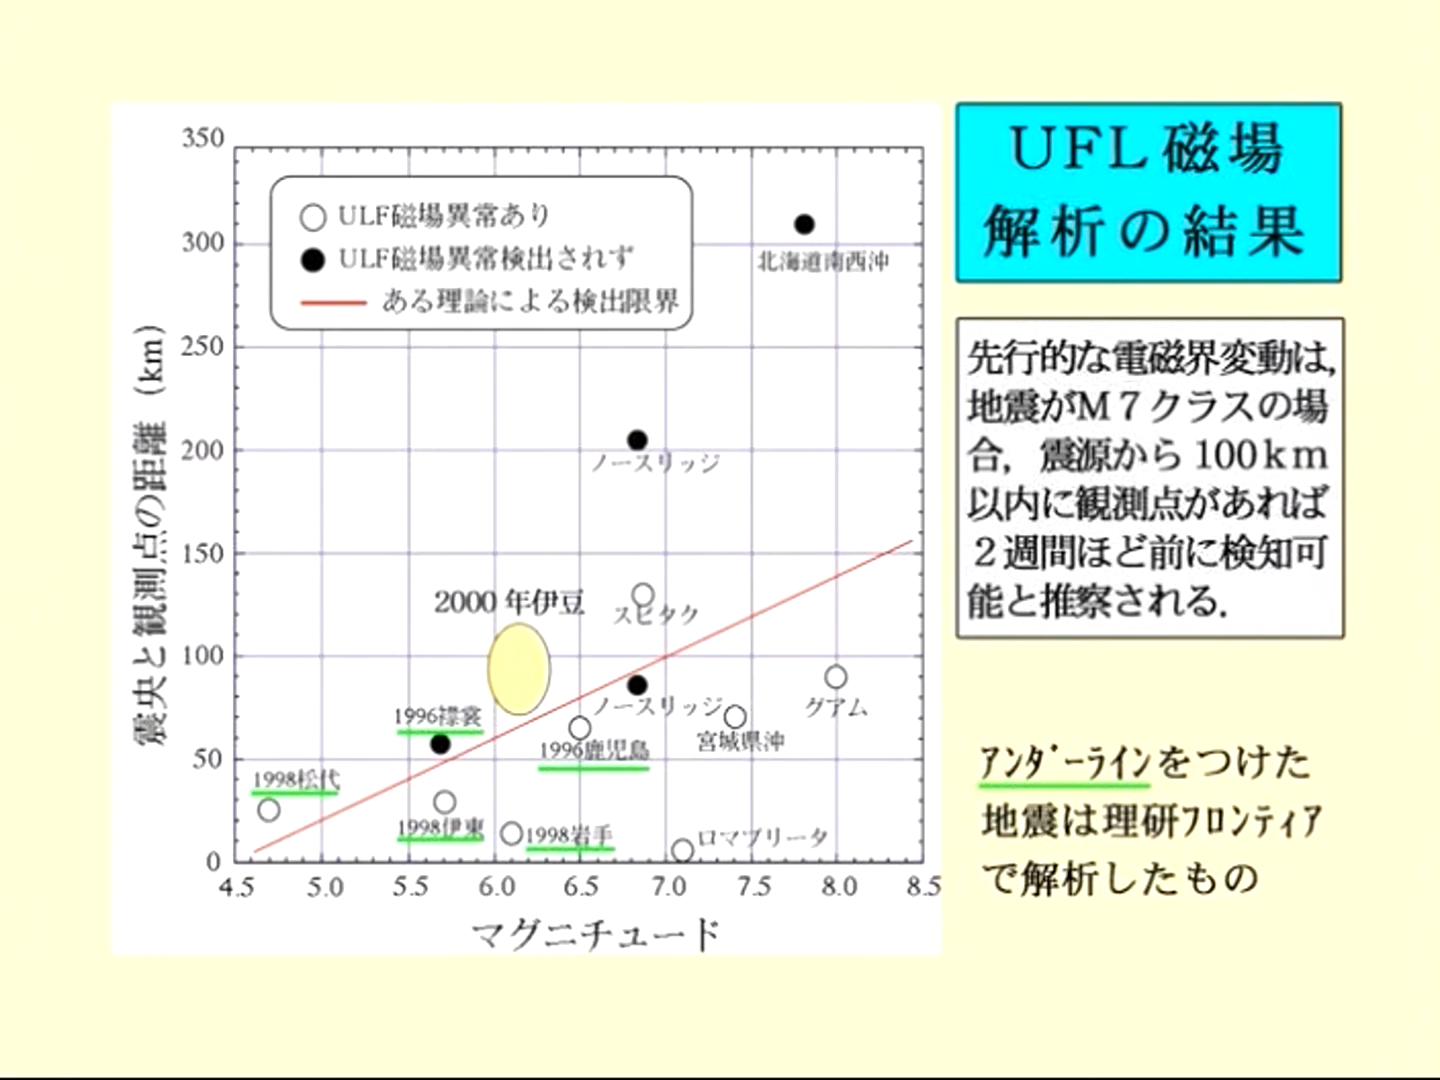 UFL磁場
解析の結果
350
300
250
200
150
100
50
0
震央と観測点の距離 (km)
ULF磁場異常あり
ULF磁場異常検出されず
ある理論による検出限界
北海道南西沖
ノースリッジ
2000年伊豆
スピタク
1996襟裳
ノースリッジ
グアム
宮城県沖
1996鹿児島
1998松代
1998伊東
1998岩手
ロマプリータ
4.5 5.0 5.5 6.0 6.5 7.0 7.5 8.0 8.5
マグニチュード
先行的な電磁界変動は,
地震がM7クラスの場
合, 震源から100km
以内に観測点があれば
2週間ほど前に検知可
能と推察される.
ｱﾝﾀﾞｰﾗｲﾝをつけた
地震は理研ﾌﾛﾝﾃｨｱ
で解析したもの